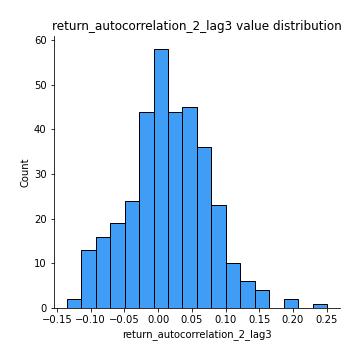 return_autocorrelation_2_lag3 value distribution
60
50
40
30
20
10
0
Count
−0.15 −0.10 −0.05 0.00 0.05 0.10 0.15 0.20 0.25
return_autocorrelation_2_lag3